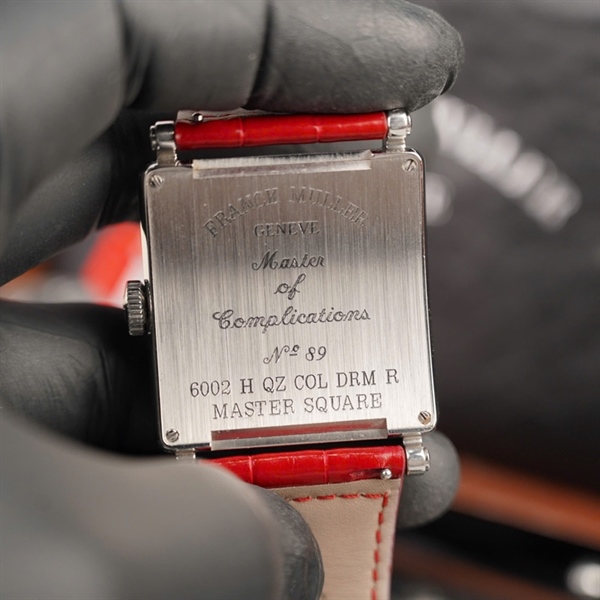 FRANCK MULLER
GENEVE
Master
of
Complications
Nº 89
6002 H QZ COL DRM R
MASTER SQUARE